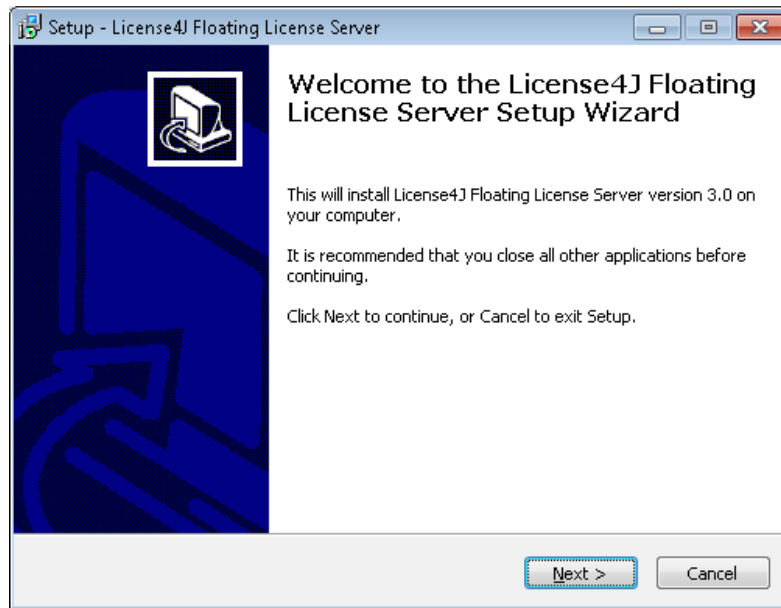 Setup - License4J Floating License Server
Welcome to the License4J Floating
License Server Setup Wizard
This will install License4J Floating License Server version 3.0 on
your computer.
It is recommended that you close all other applications before
continuing.
Click Next to continue, or Cancel to exit Setup.
Next >
Cancel